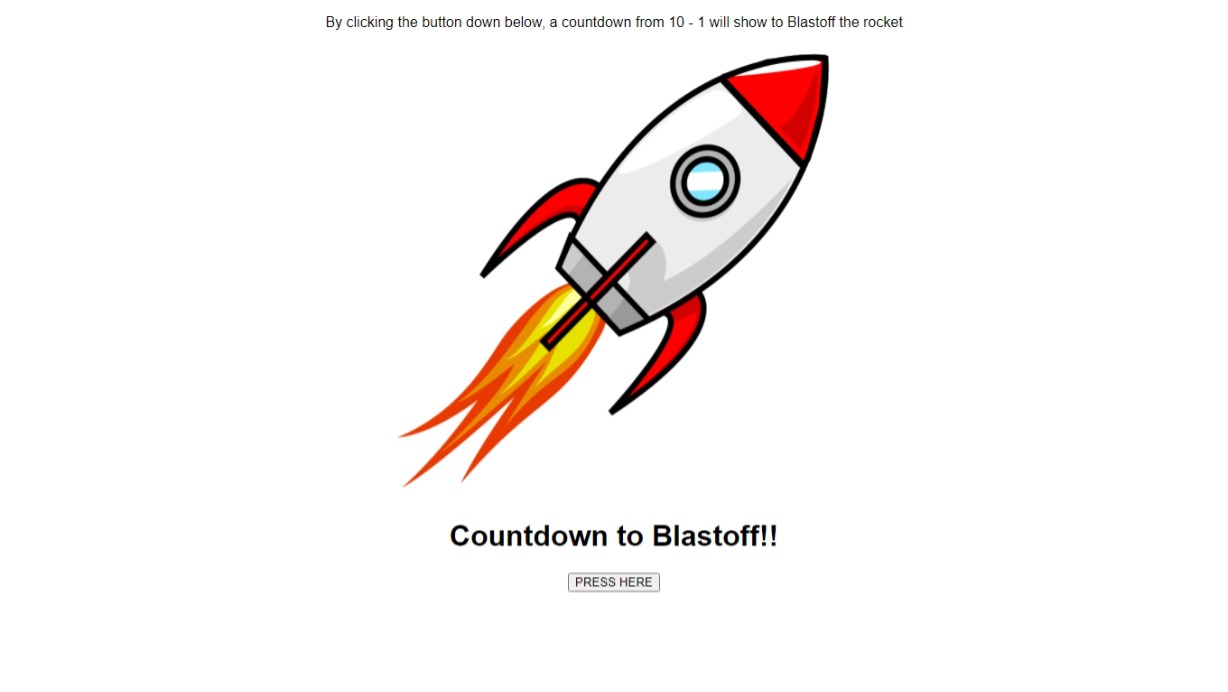 By clicking the button down below, a countdown from 10 - 1 will show to Blastoff the rocket
Countdown to Blastoff!!
PRESS HERE